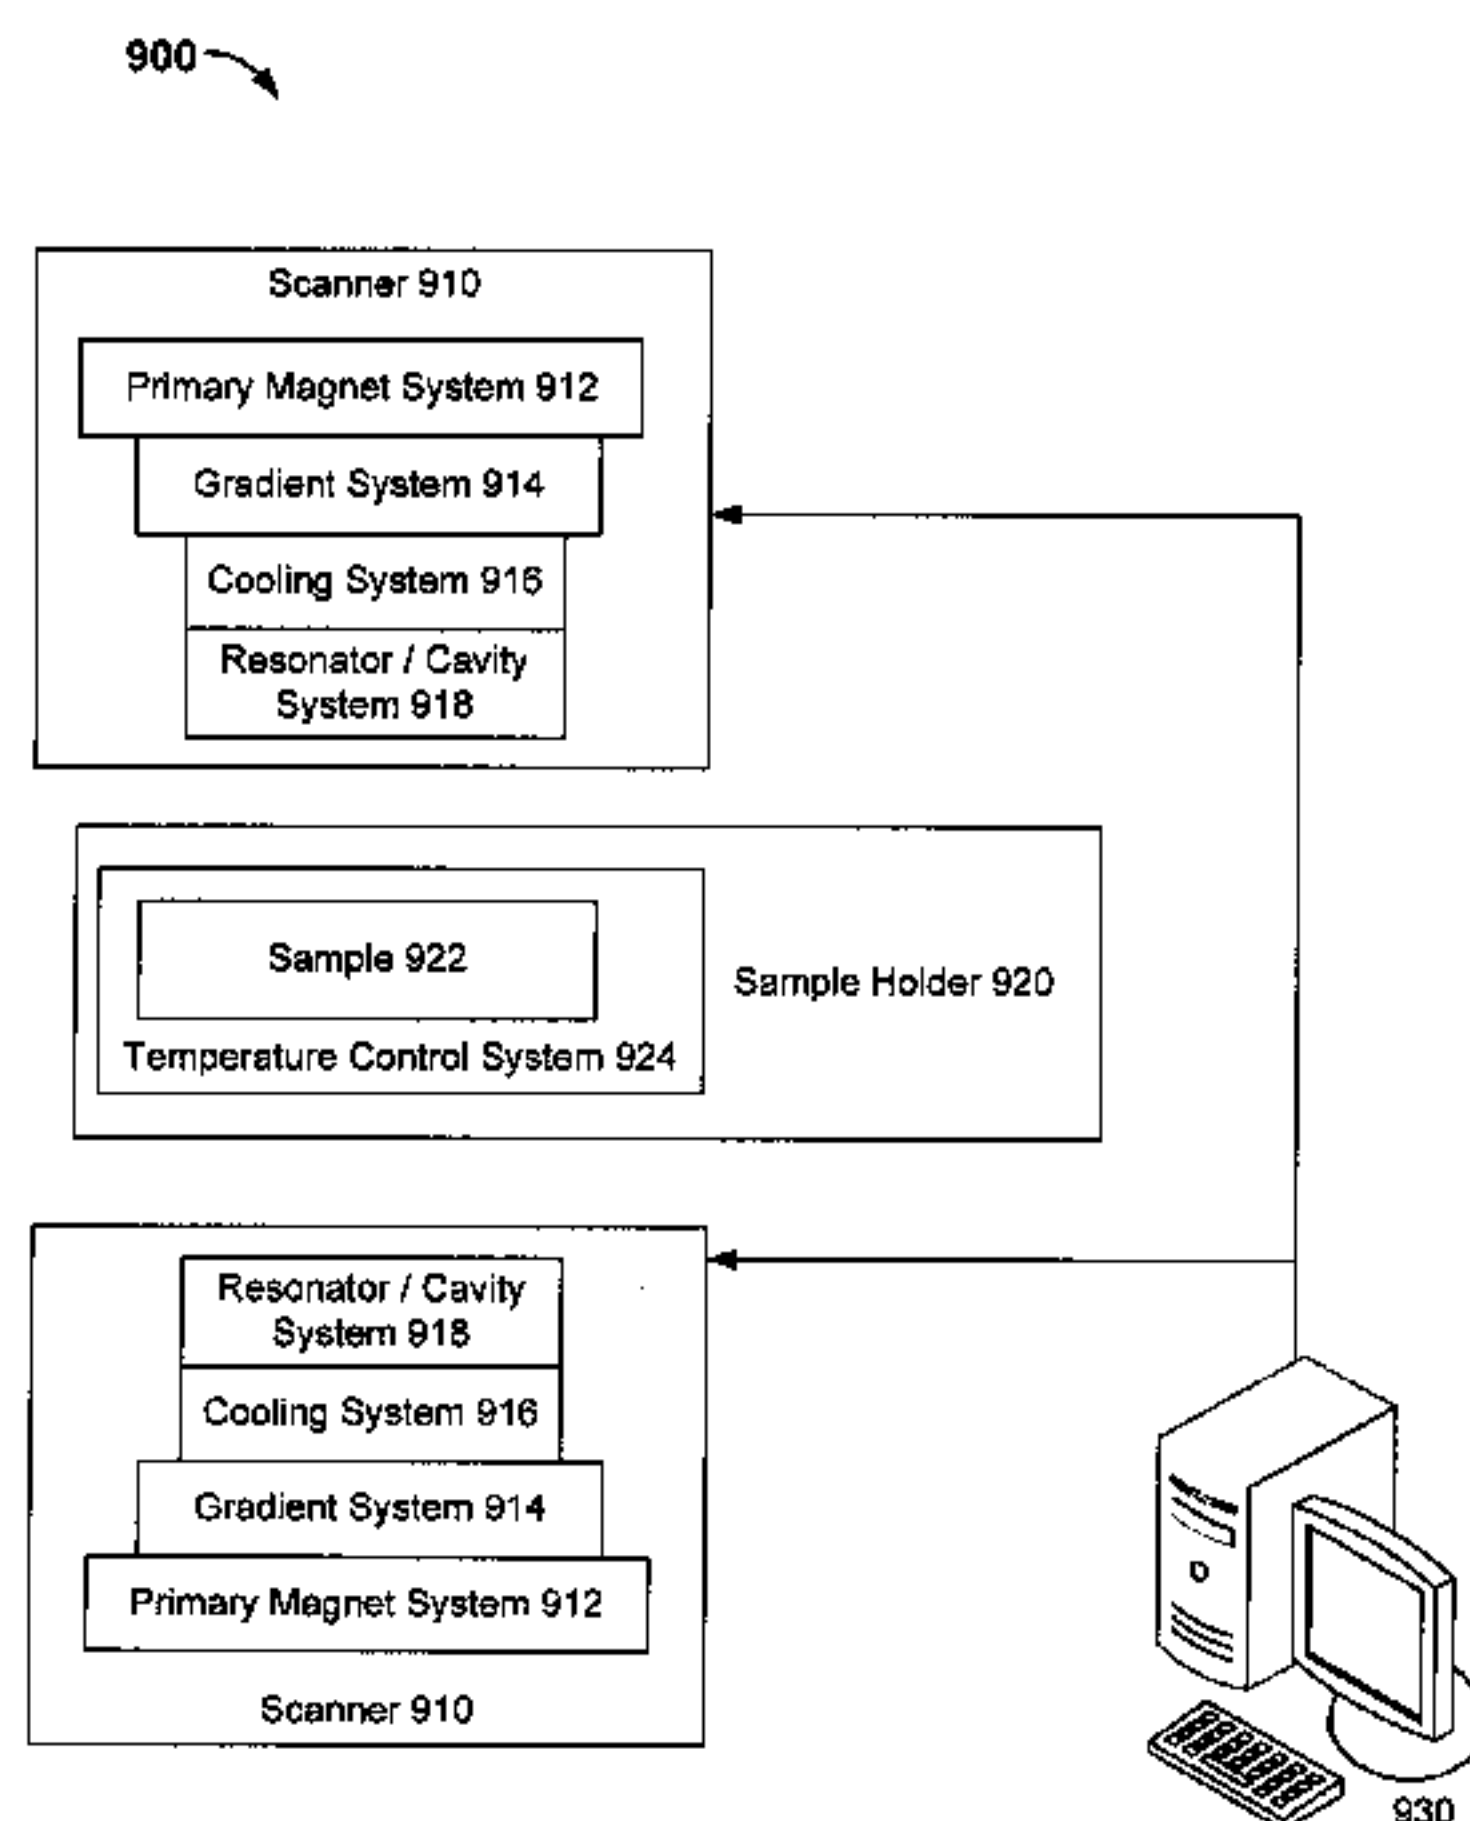 900
Scanner 910
Primary Magnet System 912
Gradient System 914
Cooling System 916
Resonator / Cavity
System 918
Sample 922
Sample Holder 920
Temperature Control System 924
Resonator / Cavity
System 918
Cooling System 916
Gradient System 914
Primary Magnet System 912
Scanner 910
930